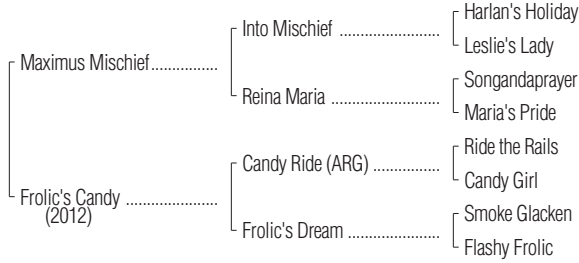 Harlan's Holiday
Into Mischief ..................
Leslie's Lady
Maximus Mischief................
Songandaprayer
Reina Maria ....................
Maria's Pride
Ride the Rails
Candy Ride (ARG) ..............
Candy Girl
Frolic's Candy ..................
(2012)
Smoke Glacken
Frolic's Dream .................
Flashy Frolic